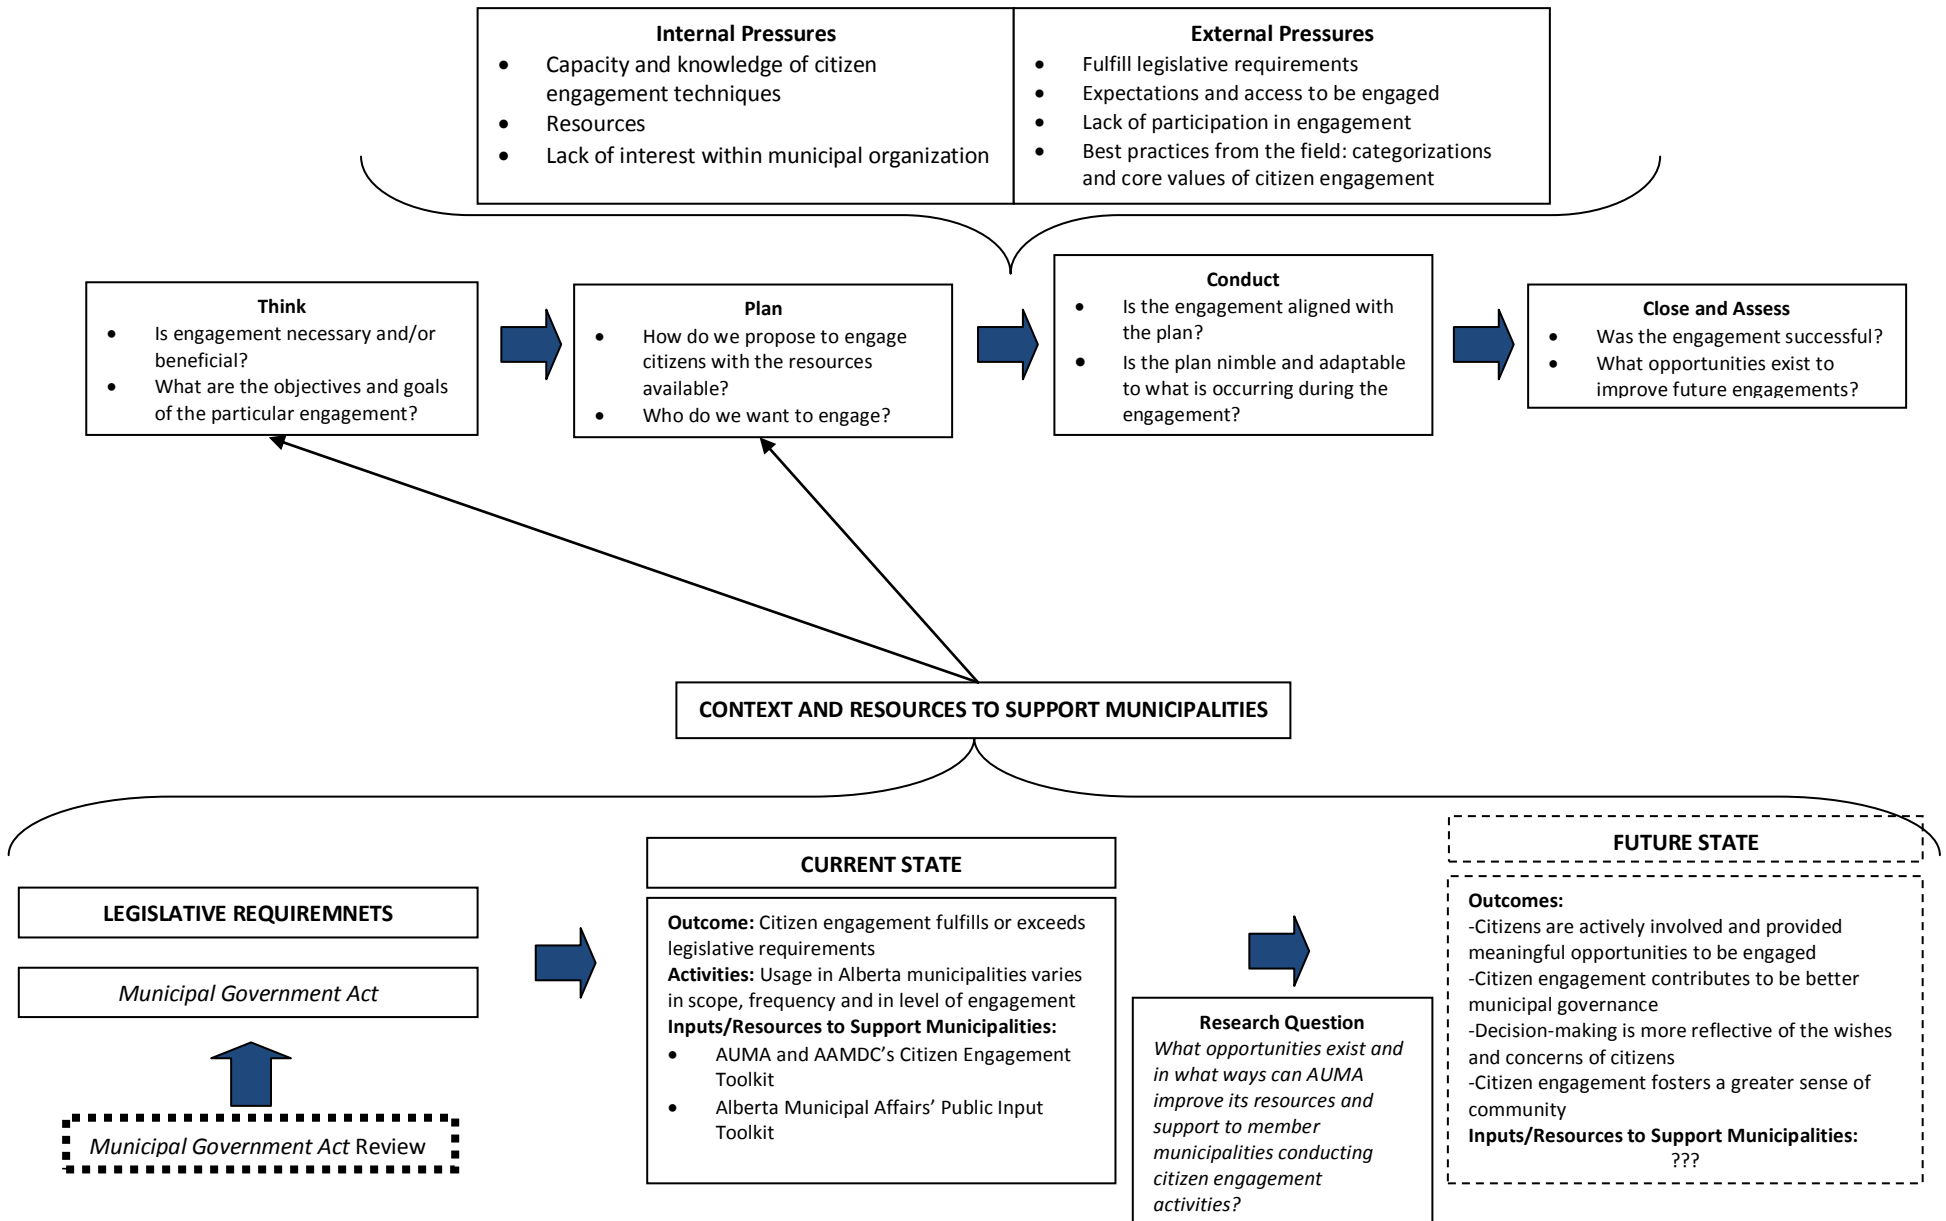 Internal Pressures
• Capacity and knowledge of citizen
engagement techniques
• Resources
• Lack of interest within municipal organization
External Pressures
• Fulfill legislative requirements
• Expectations and access to be engaged
• Lack of participation in engagement
• Best practices from the field: categorizations
and core values of citizen engagement
Think
• Is engagement necessary and/or
beneficial?
• What are the objectives and goals
of the particular engagement?
Plan
• How do we propose to engage
citizens with the resources
available?
• Who do we want to engage?
Conduct
• Is the engagement aligned with
the plan?
• Is the plan nimble and adaptable
to what is occurring during the
engagement?
Close and Assess
• Was the engagement successful?
• What opportunities exist to
improve future engagements?
CONTEXT AND RESOURCES TO SUPPORT MUNICIPALITIES
LEGISLATIVE REQUIREMNETS
Municipal Government Act
Municipal Government Act Review
CURRENT STATE
Outcome: Citizen engagement fulfills or exceeds
legislative requirements
Activities: Usage in Alberta municipalities varies
in scope, frequency and in level of engagement
Inputs/Resources to Support Municipalities:
• AUMA and AAMDC’s Citizen Engagement
Toolkit
• Alberta Municipal Affairs’ Public Input
Toolkit
Research Question
What opportunities exist and
in what ways can AUMA
improve its resources and
support to member
municipalities conducting
citizen engagement
activities?
FUTURE STATE
Outcomes:
-Citizens are actively involved and provided
meaningful opportunities to be engaged
-Citizen engagement contributes to be better
municipal governance
-Decision-making is more reflective of the wishes
and concerns of citizens
-Citizen engagement fosters a greater sense of
community
Inputs/Resources to Support Municipalities:
???